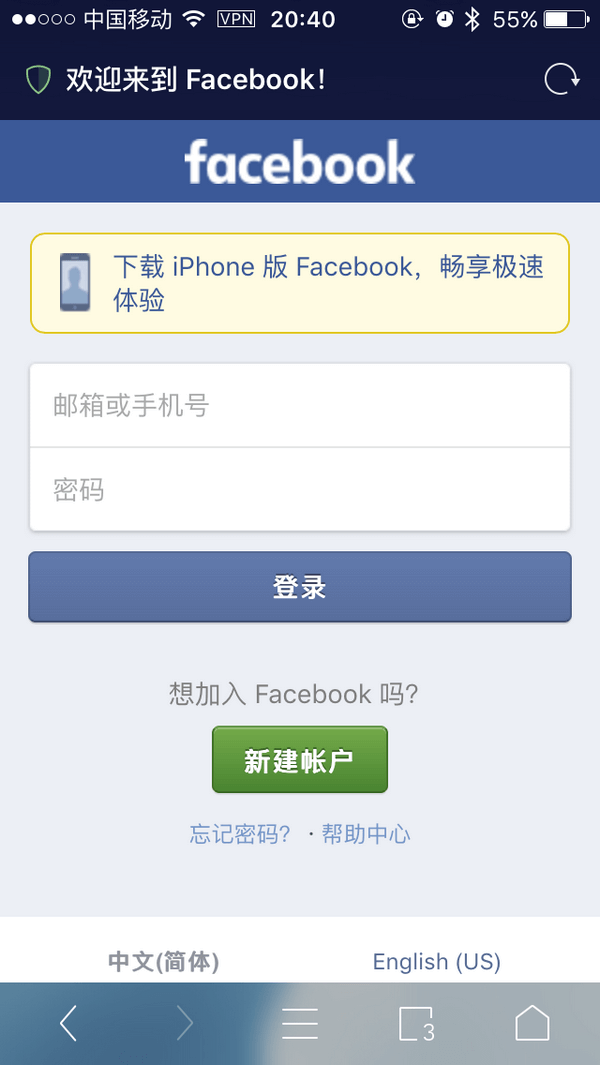 中国移动 VPN 20:40 55%
欢迎来到 Facebook！
facebook
下载 iPhone 版 Facebook，畅享极速
体验
邮箱或手机号
密码
登录
想加入 Facebook 吗?
新建帐户
忘记密码? · 帮助中心
中文(简体) English (US)
3